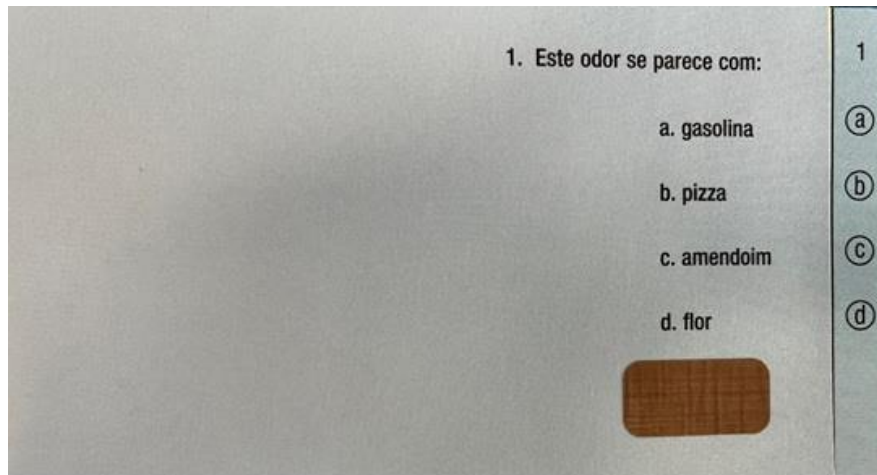 1. Este odor se parece com:
1
a. gasolina
a
b. pizza
b
c. amendoim
c
d. flor
d